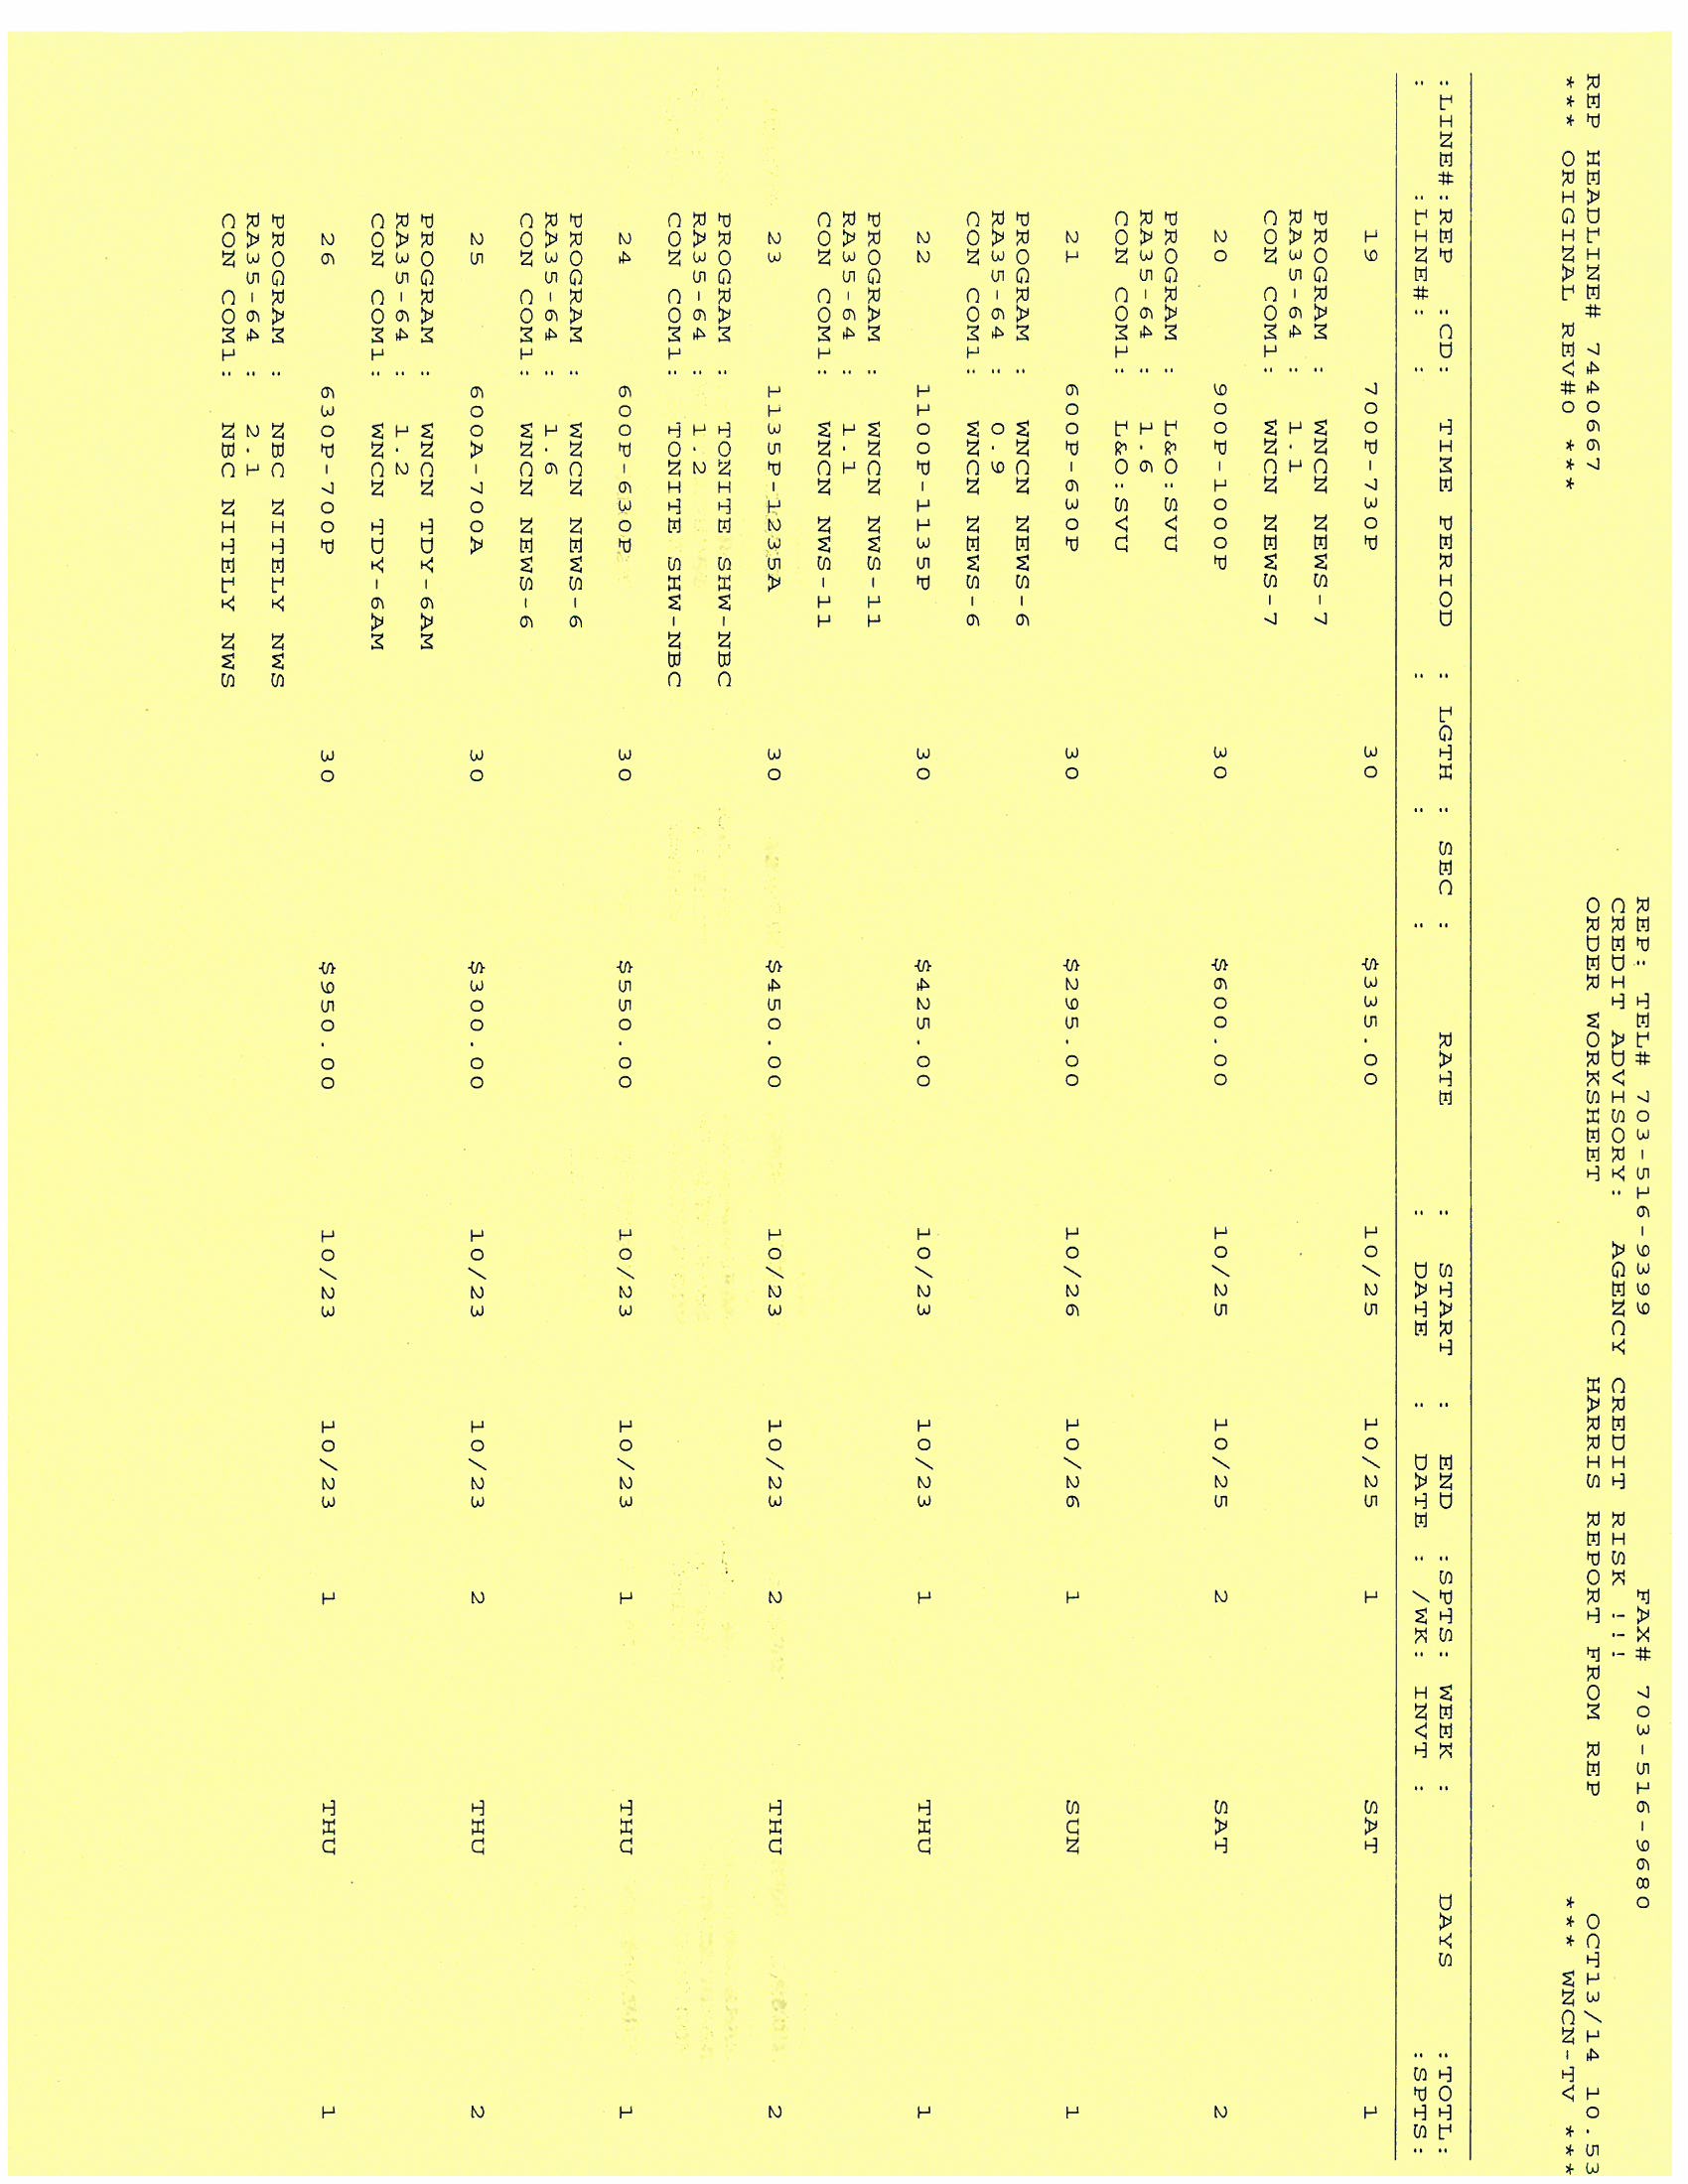 REP: TEL# 703-516-9399 FAX# 703-516-9680
CREDIT ADVISORY: AGENCY CREDIT RISK !!!
REP HEADLINE# 7440667 ORDER WORKSHEET HARRIS REPORT FROM REP OCT13/14 10.53
*** ORIGINAL REV#0 *** *** WNCN-TV ***
:LINE#:REP :CD: TIME PERIOD : LGTH : SEC : RATE : START : END :SPTS: WEEK : DAYS :TOTL:
: :LINE#: : : : : : DATE : DATE : /WK: INVT : :SPTS:
19 700P-730P 30 $335.00 10/25 10/25 1 SAT 1
PROGRAM : WNCN NEWS-7
RA35-64 : 1.1
CON COM1: WNCN NEWS-7
20 900P-1000P 30 $600.00 10/25 10/25 2 SAT 2
PROGRAM : L&O:SVU
RA35-64 : 1.6
CON COM1: L&O:SVU
21 600P-630P 30 $295.00 10/26 10/26 1 SUN 1
PROGRAM : WNCN NEWS-6
RA35-64 : 0.9
CON COM1: WNCN NEWS-6
22 1100P-1135P 30 $425.00 10/23 10/23 1 THU 1
PROGRAM : WNCN NWS-11
RA35-64 : 1.1
CON COM1: WNCN NWS-11
23 1135P-1235A 30 $450.00 10/23 10/23 2 THU 2
PROGRAM : TONITE SHW-NBC
RA35-64 : 1.2
CON COM1: TONITE SHW-NBC
24 600P-630P 30 $550.00 10/23 10/23 1 THU 1
PROGRAM : WNCN NEWS-6
RA35-64 : 1.6
CON COM1: WNCN NEWS-6
25 600A-700A 30 $300.00 10/23 10/23 2 THU 2
PROGRAM : WNCN TDY-6AM
RA35-64 : 1.2
CON COM1: WNCN TDY-6AM
26 630P-700P 30 $950.00 10/23 10/23 1 THU 1
PROGRAM : NBC NITELY NWS
RA35-64 : 2.1
CON COM1: NBC NITELY NWS